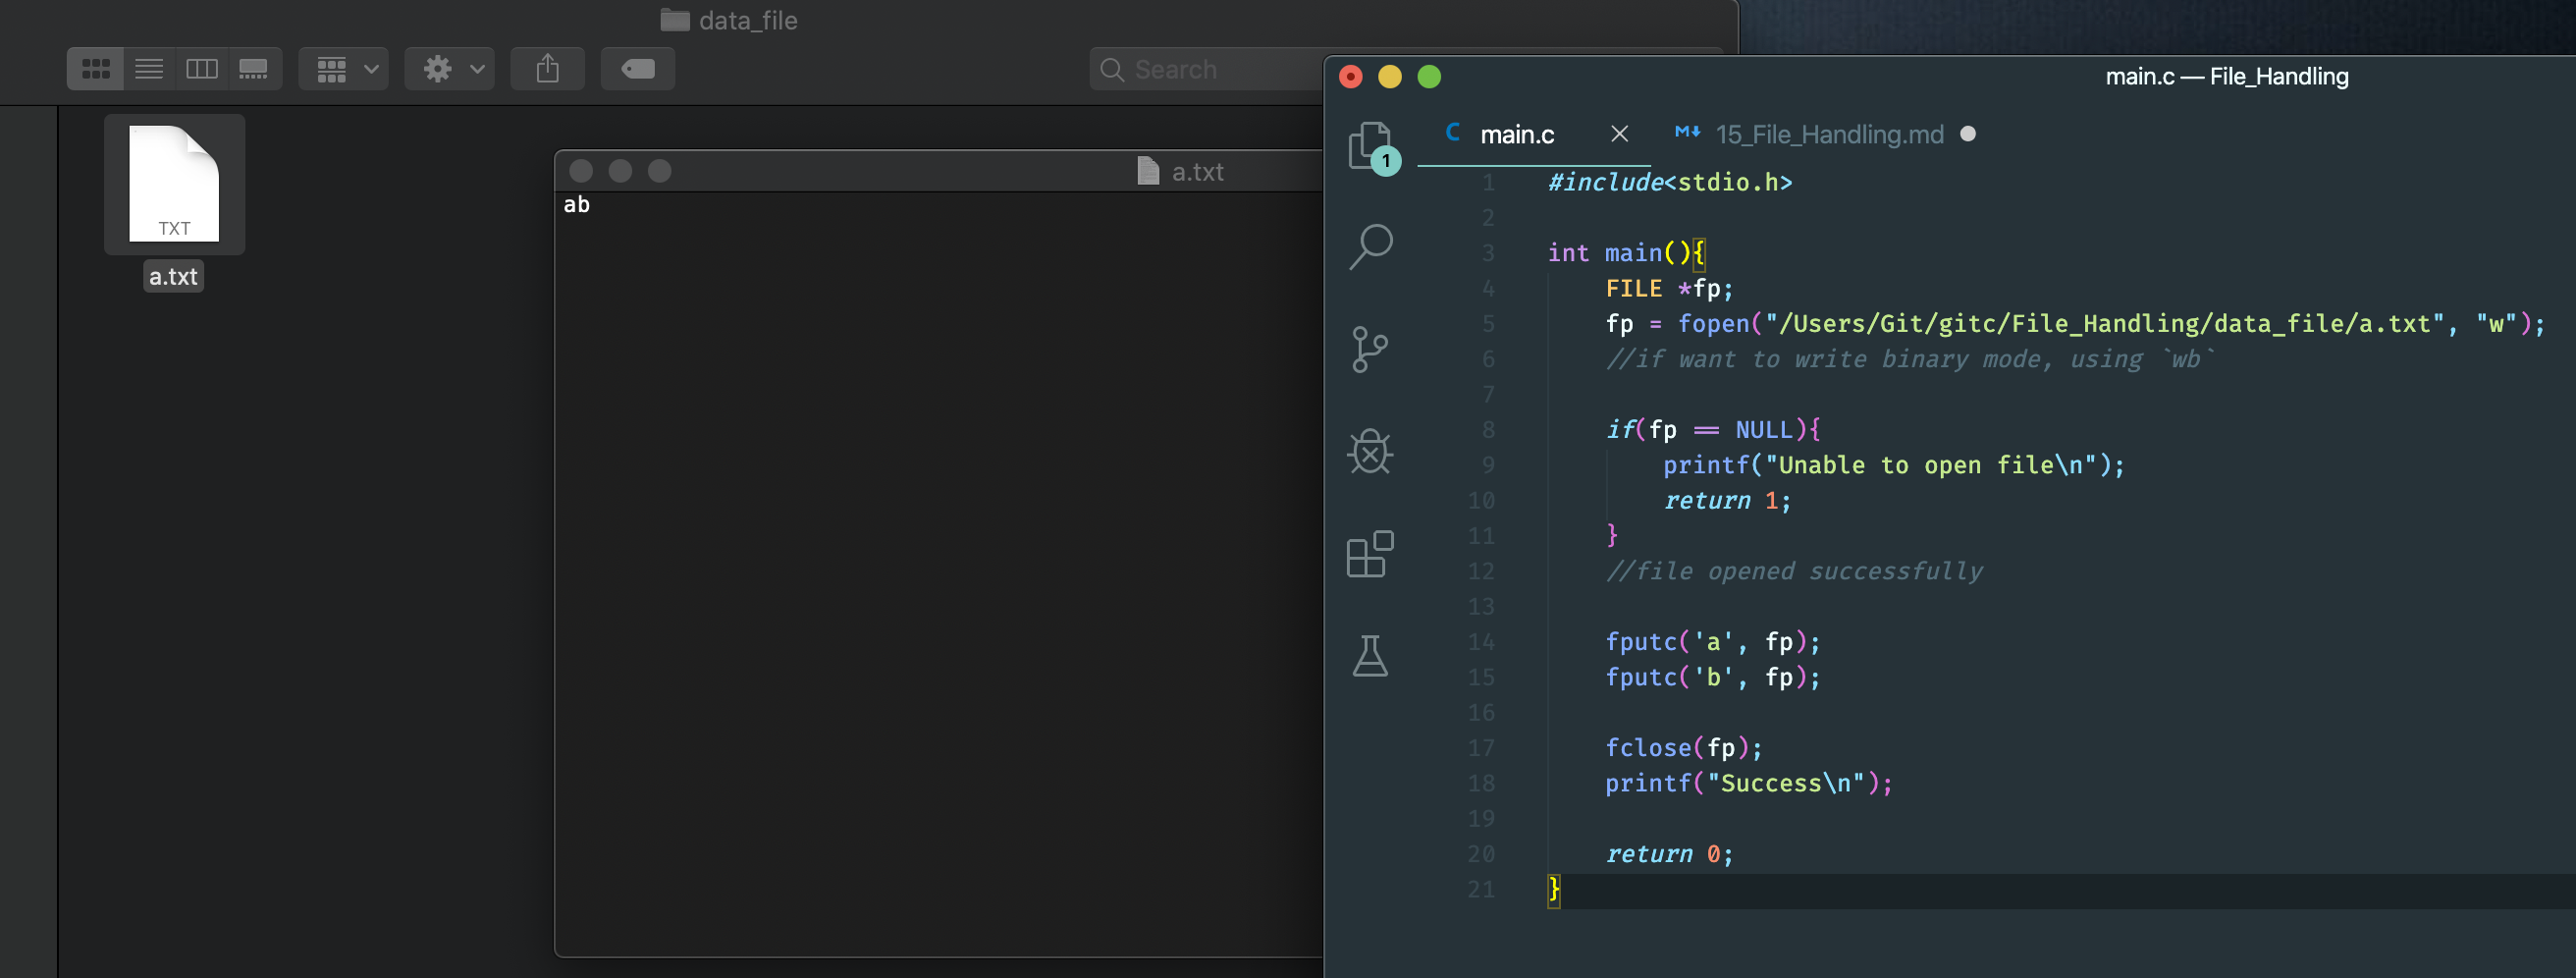 data_file
Search
TXT
a.txt
a.txt
ab
main.c — File_Handling
1
C main.c 15_File_Handling.md
1 #include<stdio.h>
2
3 int main(){
4 FILE *fp;
5 fp = fopen("/Users/Git/gitc/File_Handling/data_file/a.txt", "w");
6 //if want to write binary mode, using `wb`
7
8 if(fp == NULL){
9 printf("Unable to open file\n");
10 return 1;
11 }
12 //file opened successfully
13
14 fputc('a', fp);
15 fputc('b', fp);
16
17 fclose(fp);
18 printf("Success\n");
19
20 return 0;
21 }